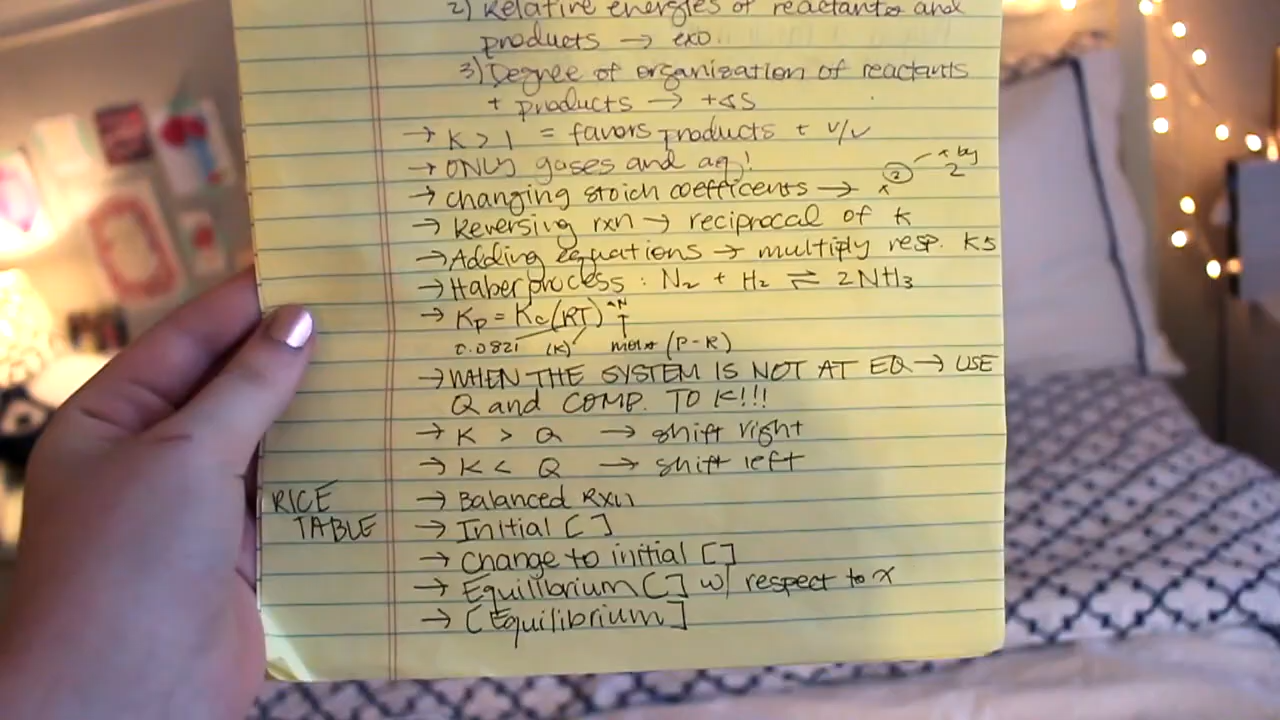 2) Relative energies of reactants and
products → exo
3) Degree of organization of reactants
+ products → +ΔS
→ K > 1 = favors products + v/v
→ ONLY gases and aq!
→ changing stoich coefficents → x² → x by 2
→ Reversing rxn → reciprocal of K
→ Adding equations → multiply resp. Ks
→ Haber process : N₂ + H₂ ⇌ 2NH₃
→ Kp = Kc(RT)^ΔN
0.0821 (K) (P-R)
→ WHEN THE SYSTEM IS NOT AT EQ → USE
Q and COMP. TO K!!!
→ K > Q → shift right
→ K < Q → shift left
RICE TABLE
→ Balanced RXN
→ Initial [ ]
→ Change to initial [ ]
→ Equilibrium [ ] w/ respect to x
→ [Equilibrium]